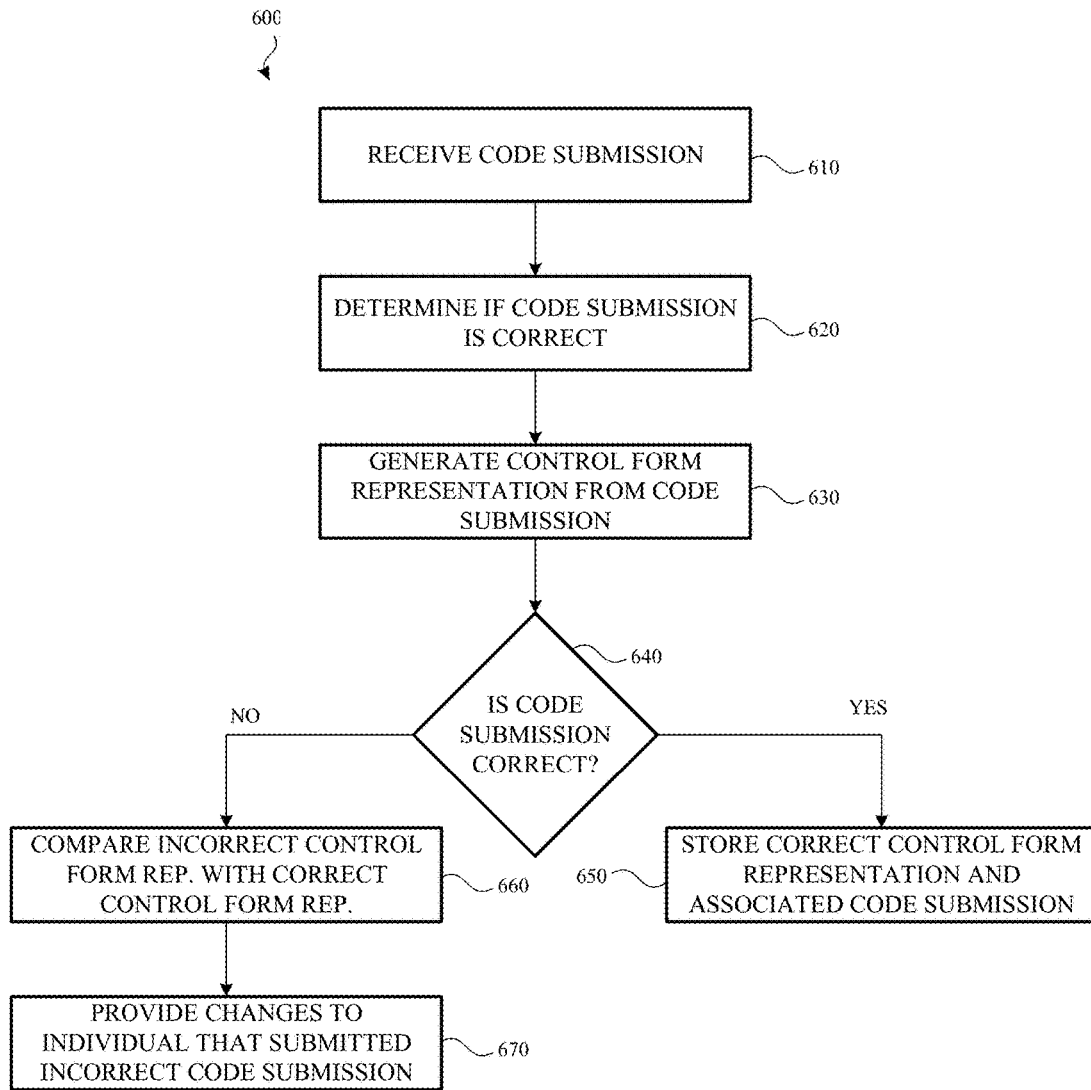 600
RECEIVE CODE SUBMISSION
610
DETERMINE IF CODE SUBMISSION
IS CORRECT
620
GENERATE CONTROL FORM
REPRESENTATION FROM CODE
SUBMISSION
630
640
IS CODE
SUBMISSION
CORRECT?
NO
YES
COMPARE INCORRECT CONTROL
FORM REP. WITH CORRECT
CONTROL FORM REP.
660
650
STORE CORRECT CONTROL FORM
REPRESENTATION AND
ASSOCIATED CODE SUBMISSION
PROVIDE CHANGES TO
INDIVIDUAL THAT SUBMITTED
INCORRECT CODE SUBMISSION
670